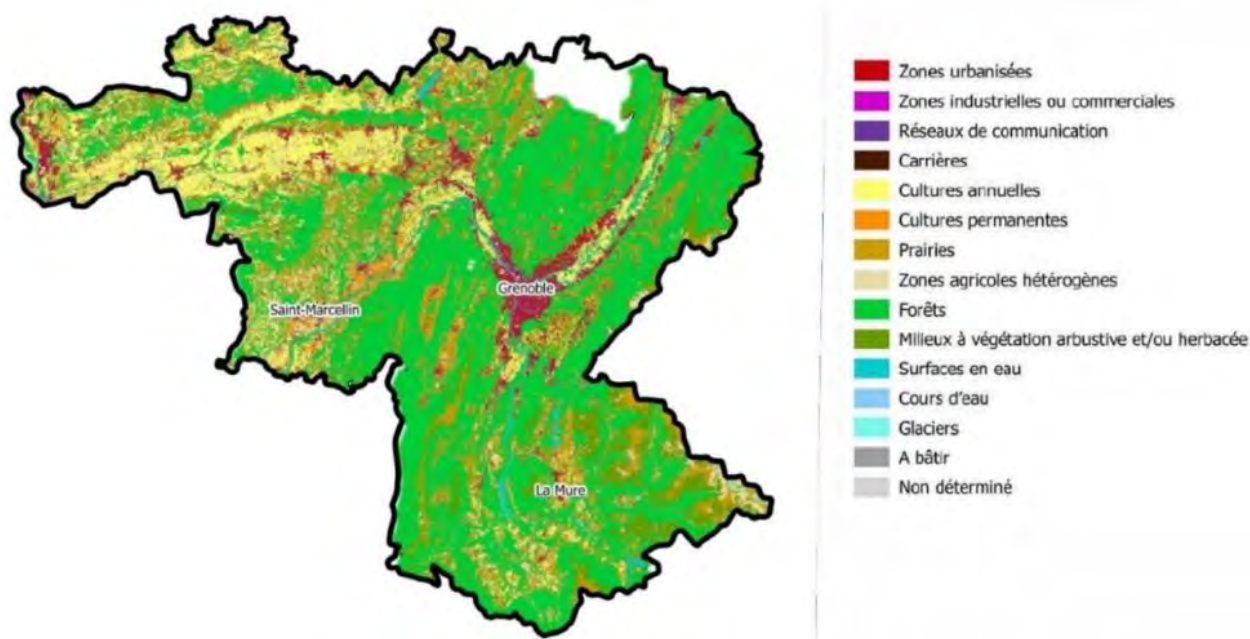 Zones urbanisées
Zones industrielles ou commerciales
Réseaux de communication
Carrières
Cultures annuelles
Cultures permanentes
Prairies
Zones agricoles hétérogènes
Forêts
Milieux à végétation arbustive et/ou herbacée
Surfaces en eau
Cours d'eau
Glaciers
A bâtir
Non déterminé
Grenoble
Saint-Marcellin
La Mure